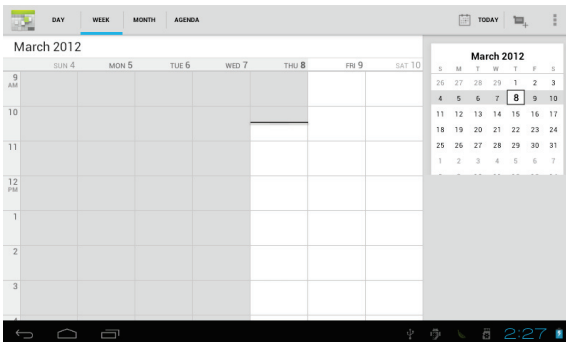 DAY WEEK MONTH AGENDA TODAY
March 2012
SUN 4 MON 5 TUE 6 WED 7 THU 8 FRI 9 SAT 10
9
AM
10
11
12
PM
1
2
3
4
March 2012
S M T W T F S
26 27 28 29 1 2 3
4 5 6 7 8 9 10
11 12 13 14 15 16 17
18 19 20 21 22 23 24
25 26 27 28 29 30 31
1 2 3 4 5 6 7
2:27